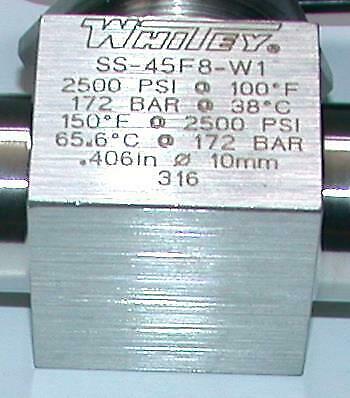 WHITEY®
SS-45F8-W1
2500 PSI @ 100°F
172 BAR @ 38°C
150°F @ 2500 PSI
65.6°C @ 172 BAR
.406in Ø 10mm
316